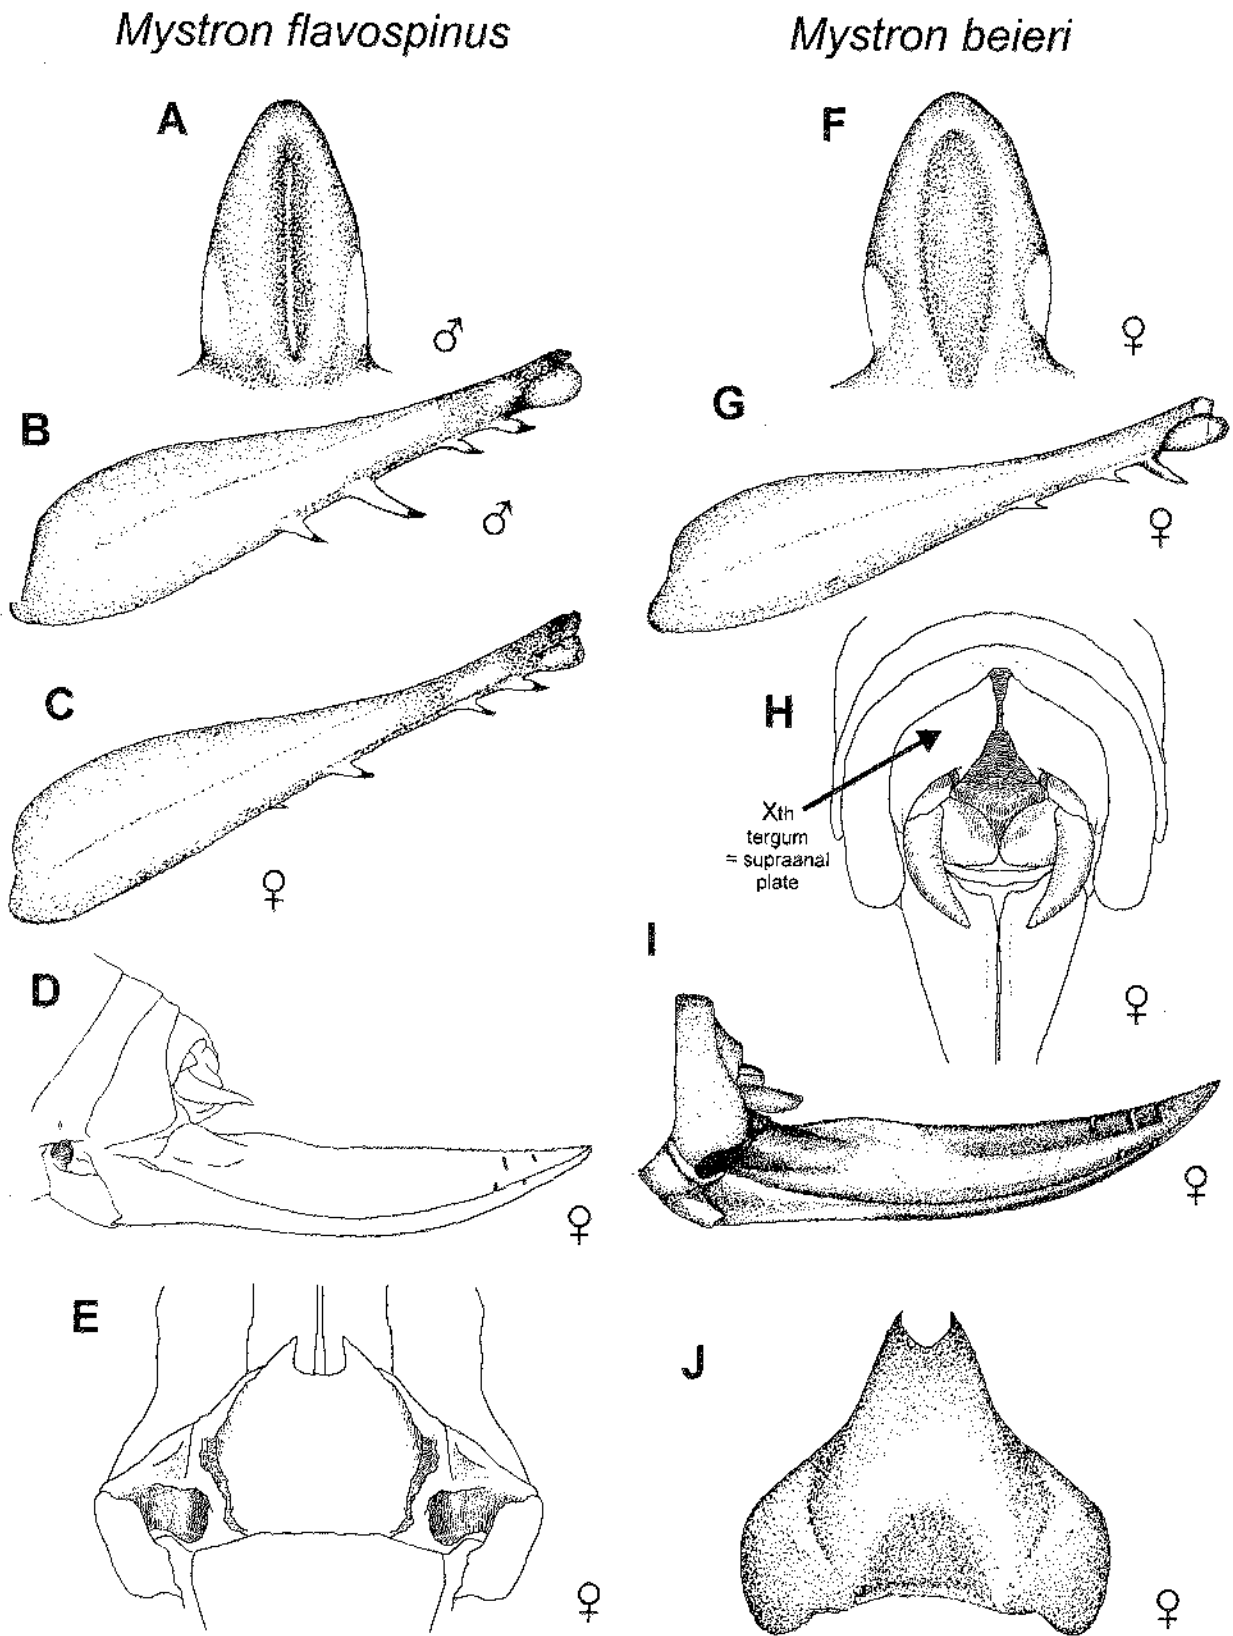 Mystron flavospinus
Mystron beieri
A
F
♂
♀
B
G
♂
♀
C
H
Xth
tergum
= supraanal
plate
♀
I
D
♀
♀
♀
E
J
♀
♀